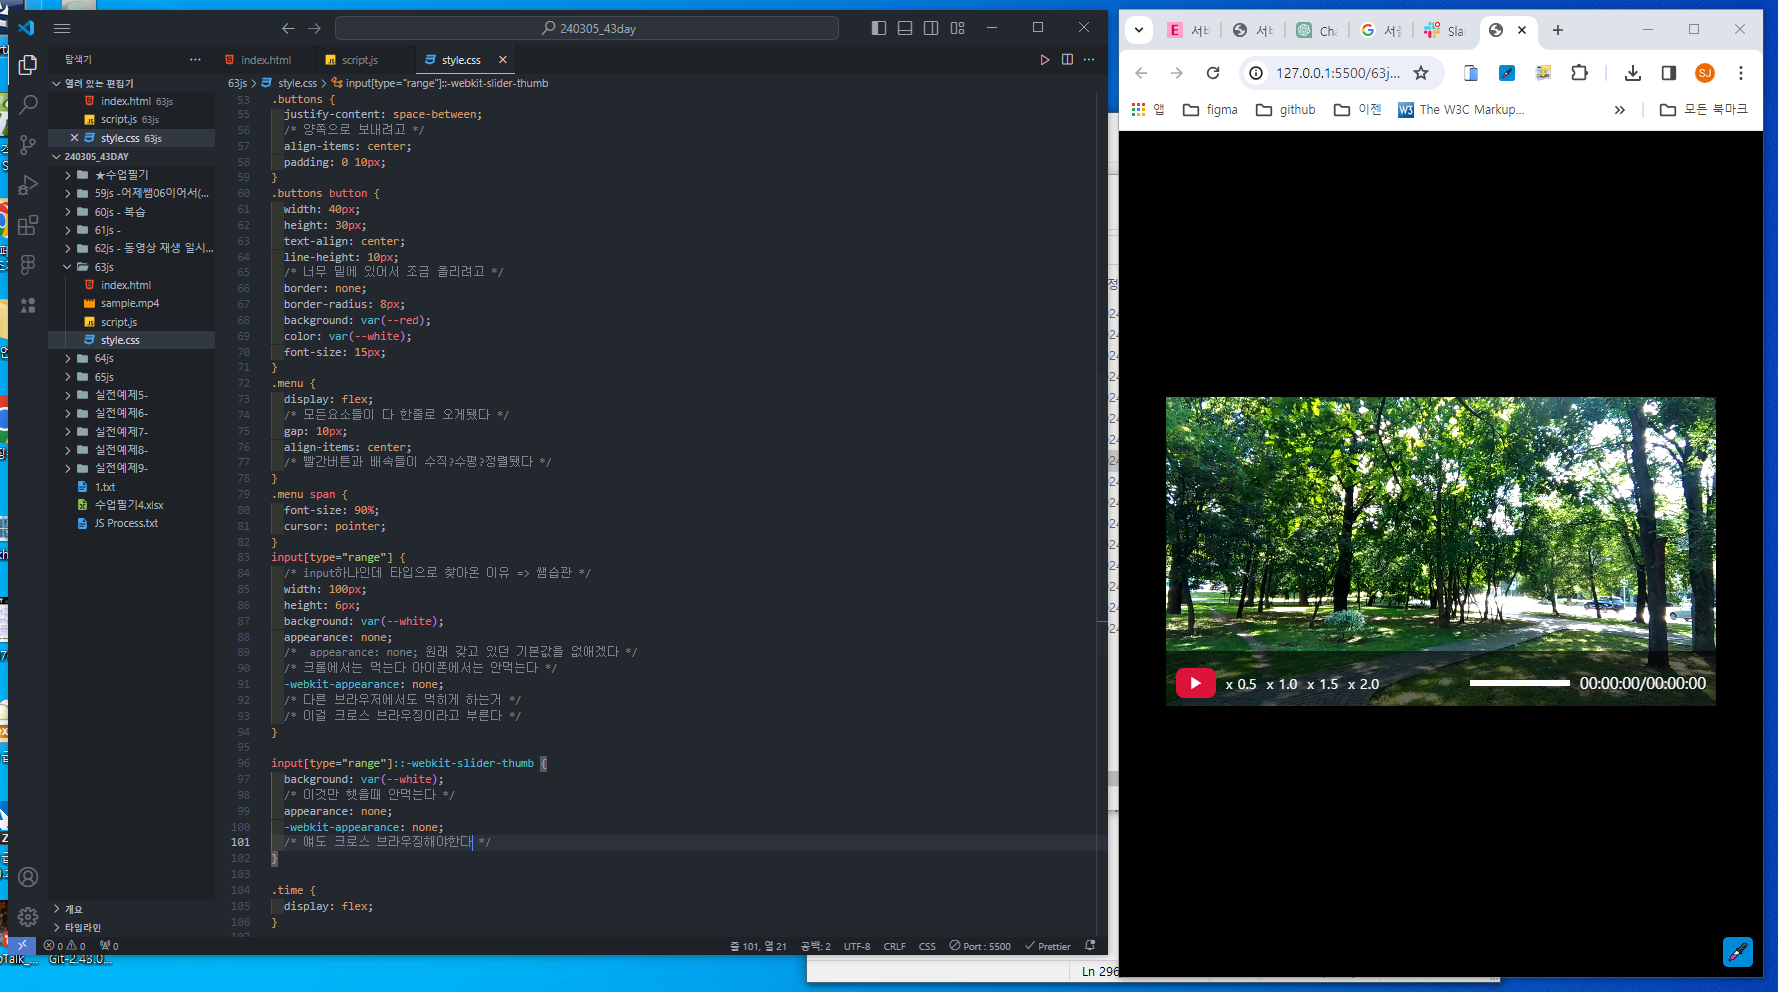 240305_43day
탐색기
index.html
script.js
style.css
열려 있는 편집기
index.html 63js
script.js 63js
style.css 63js
240305_43DAY
★수업필기
59js -어제쌤06이어서(...
60js - 복습
61js -
62js - 동영상 재생 일시...
63js
index.html
sample.mp4
script.js
style.css
64js
65js
실전예제5-
실전예제6-
실전예제7-
실전예제8-
실전예제9-
1.txt
수업필기4.xlsx
JS Process.txt
개요
타임라인
63js > style.css > input[type="range"]::-webkit-slider-thumb
53 .buttons {
55 justify-content: space-between;
56 /* 양쪽으로 보내려고 */
57 align-items: center;
58 padding: 0 10px;
59 }
60 .buttons button {
61 width: 40px;
62 height: 30px;
63 text-align: center;
64 line-height: 10px;
65 /* 너무 밑에 있어서 조금 올리려고 */
66 border: none;
67 border-radius: 8px;
68 background: var(--red);
69 color: var(--white);
70 font-size: 15px;
71 }
72 .menu {
73 display: flex;
74 /* 모든요소들이 다 한줄로 오게됐다 */
75 gap: 10px;
76 align-items: center;
77 /* 빨간버튼과 배속들이 수직?수평?정렬됐다 */
78 }
79 .menu span {
80 font-size: 90%;
81 cursor: pointer;
82 }
83 input[type="range"] {
84 /* input하나인데 타입으로 찾아온 이유 => 쌤습관 */
85 width: 100px;
86 height: 6px;
87 background: var(--white);
88 appearance: none;
89 /*  appearance: none; 원래 갖고 있던 기본값을 없애겠다 */
90 /* 크롬에서는 먹는다 아이폰에서는 안먹는다 */
91 -webkit-appearance: none;
92 /* 다른 브라우저에서도 먹히게 하는거 */
93 /* 이걸 크로스 브라우징이라고 부른다 */
94 }
95
96 input[type="range"]::-webkit-slider-thumb {
97 background: var(--white);
98 /* 이것만 햇을때 안먹는다 */
99 appearance: none;
100 -webkit-appearance: none;
101 /* 얘도 크로스 브라우징해야한다 */
102 }
103
104 .time {
105 display: flex;
106 }
0 0 0
줄 101, 열 21 공백: 2 UTF-8 CRLF CSS Port : 5500 Prettier
Git-2.43.0...
Ln 296
E 서비
서비
Cha
G 서울
Sla
127.0.0.1:5500/63j...
SJ
앱 figma github 이젠 W3 The W3C Markup... » 모든 북마크
x 0.5 x 1.0 x 1.5 x 2.0 00:00:00/00:00:00